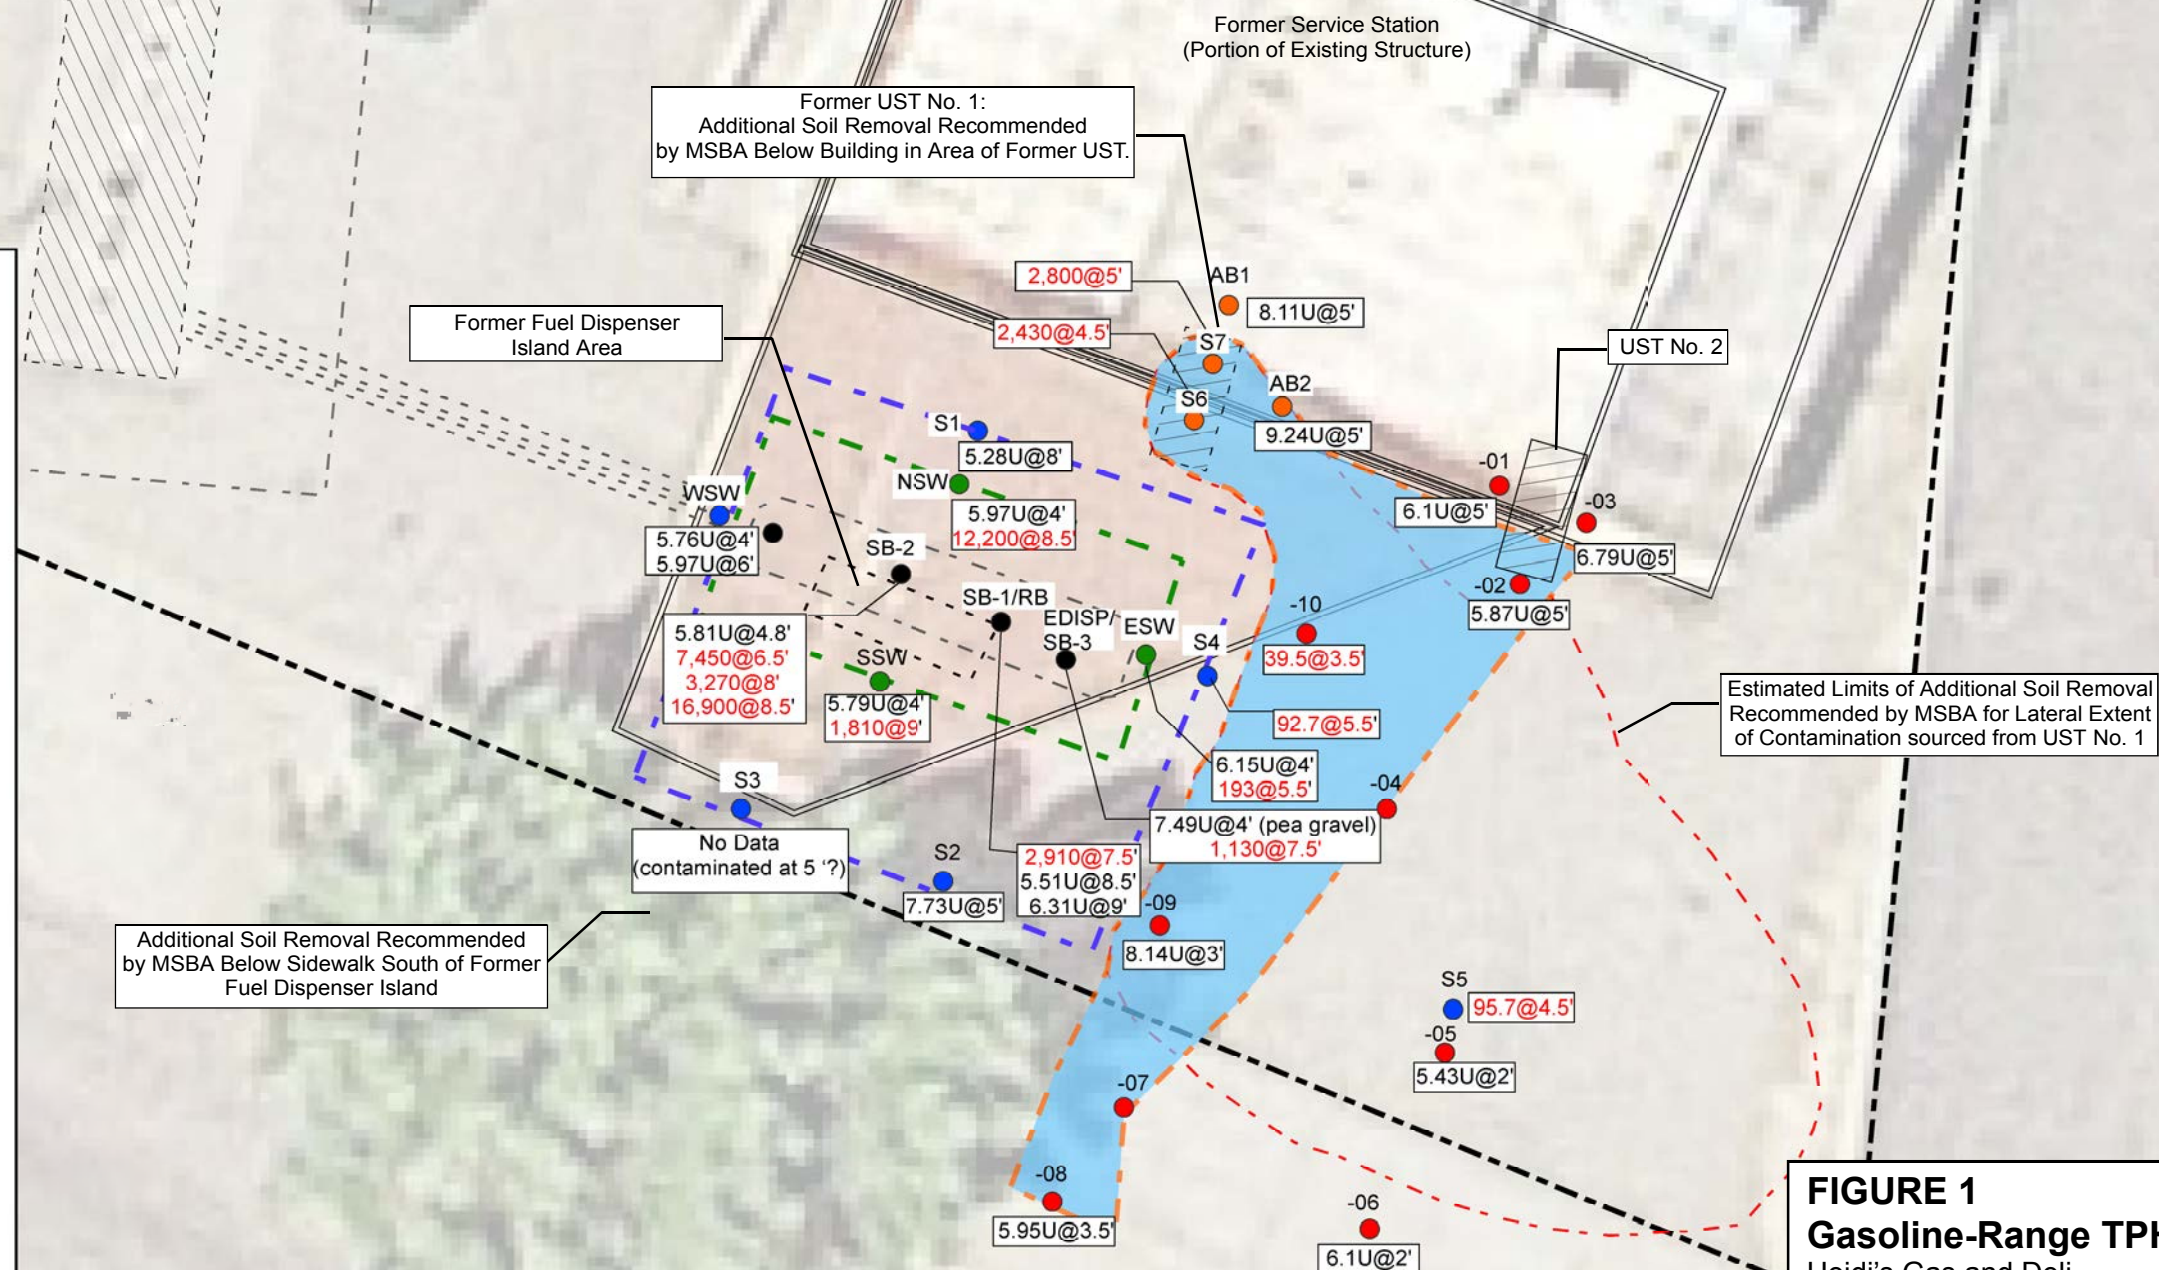 Former Service Station
(Portion of Existing Structure)
Former UST No. 1:
Additional Soil Removal Recommended
by MSBA Below Building in Area of Former UST.
2,800@5'
AB1
8.11U@5'
Former Fuel Dispenser
Island Area
2,430@4.5'
S7
UST No. 2
AB2
S6
9.24U@5'
S1
5.28U@8'
-01
6.1U@5'
NSW
5.97U@4'
12,200@8.5'
WSW
5.76U@4'
5.97U@6'
-03
6.79U@5'
SB-2
-02
5.87U@5'
SB-1/RB
EDISP/
SB-3
ESW
-10
39.5@3.5'
5.81U@4.8'
7,450@6.5'
3,270@8'
16,900@8.5'
SSW
5.79U@4'
1,810@9'
S4
92.7@5.5'
Estimated Limits of Additional Soil Removal
Recommended by MSBA for Lateral Extent
of Contamination sourced from UST No. 1
6.15U@4'
193@5.5'
S3
-04
No Data
(contaminated at 5 '?)
7.49U@4' (pea gravel)
1,130@7.5'
S2
7.73U@5'
2,910@7.5'
5.51U@8.5'
6.31U@9'
-09
8.14U@3'
Additional Soil Removal Recommended
by MSBA Below Sidewalk South of Former
Fuel Dispenser Island
S5
95.7@4.5'
-05
5.43U@2'
-07
-08
5.95U@3.5'
-06
6.1U@2'
FIGURE 1
Gasoline-Range TPH
Heidi's Gas and Deli